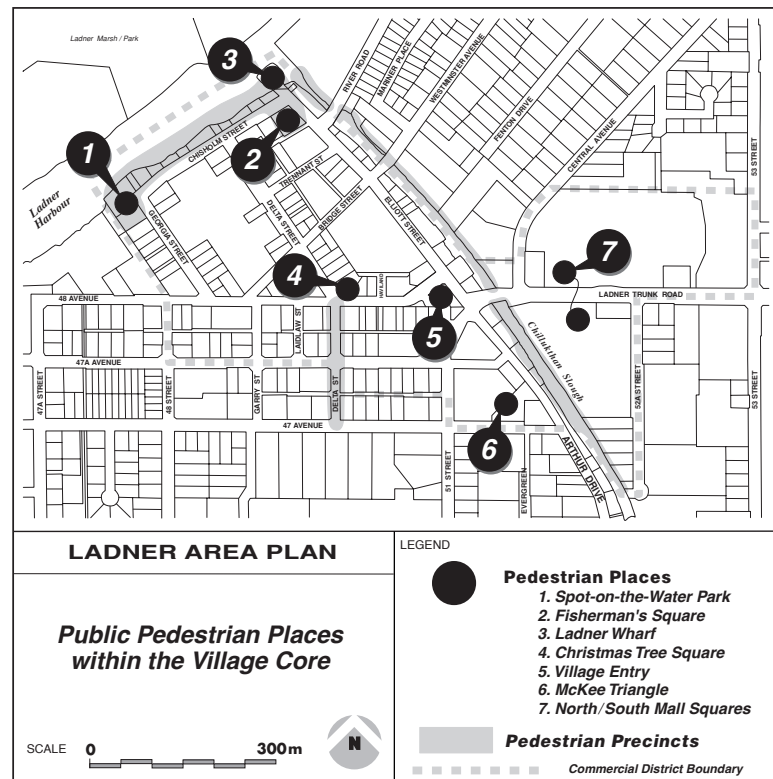 Ladner Marsh / Park
3
RIVER ROAD
MARINER PLACE
WESTMINSTER AVENUE
FENTON DRIVE
CENTRAL AVENUE
53 STREET
1
CHISHOLM STREET
2
TRENNANT ST
Ladner
Harbour
GEORGIA STREET
DELTA STREET
BRIDGE STREET
ELLIOTT STREET
4
HAVILAND
7
48 AVENUE
LADNER TRUNK ROAD
LAIDLAW ST
5
Chillukthan Slough
47A AVENUE
47A STREET
48 STREET
GARRY ST
DELTA ST
52A STREET
53 STREET
47 AVENUE
6
51 STREET
EVERGREEN
ARTHUR DRIVE
LADNER AREA PLAN
Public Pedestrian Places
within the Village Core
SCALE 0 300m
N
LEGEND
Pedestrian Places
1. Spot-on-the-Water Park
2. Fisherman's Square
3. Ladner Wharf
4. Christmas Tree Square
5. Village Entry
6. McKee Triangle
7. North/South Mall Squares
Pedestrian Precincts
Commercial District Boundary